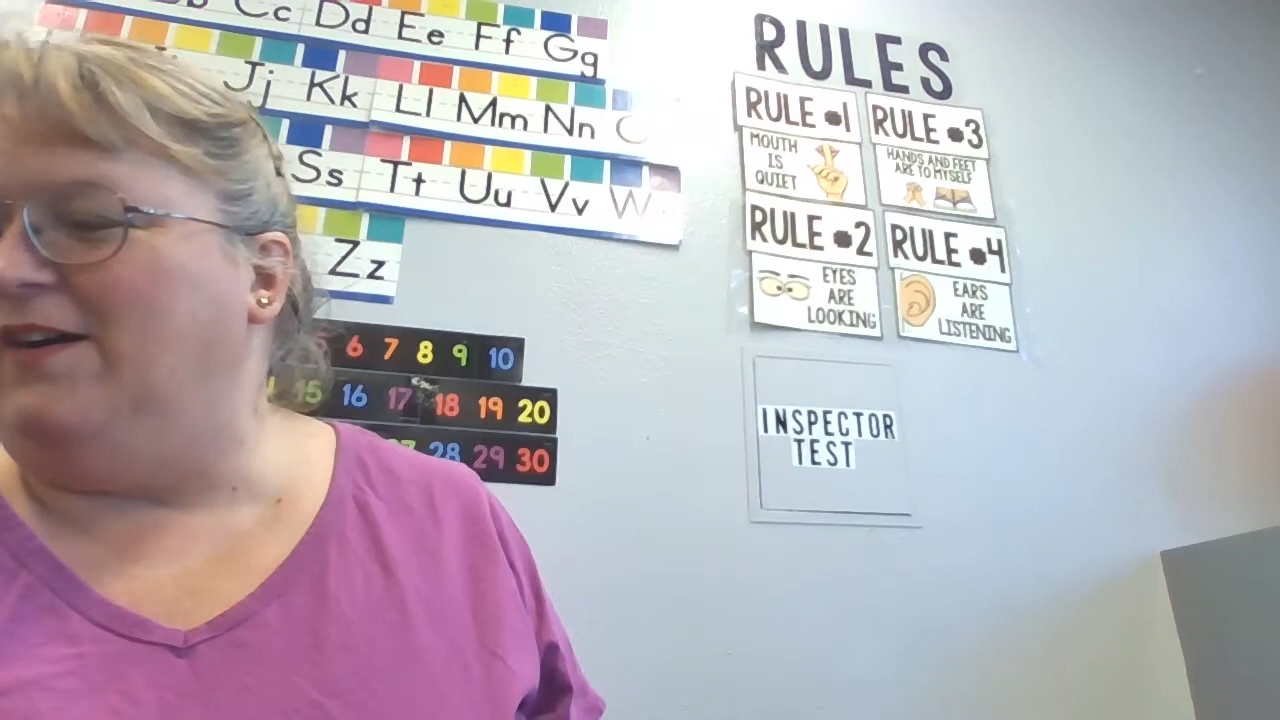 Cc Dd Ee Ff Gg
Jj Kk Ll Mm Nn
Ss Tt Uu Vv W
Zz
6 7 8 9 10
15 16 17 18 19 20
28 29 30
RULES
RULE #1
MOUTH
IS
QUIET
RULE #3
HANDS AND FEET
ARE TO MYSELF
RULE #2
EYES
ARE
LOOKING
RULE #4
EARS
ARE
LISTENING
INSPECTOR
TEST